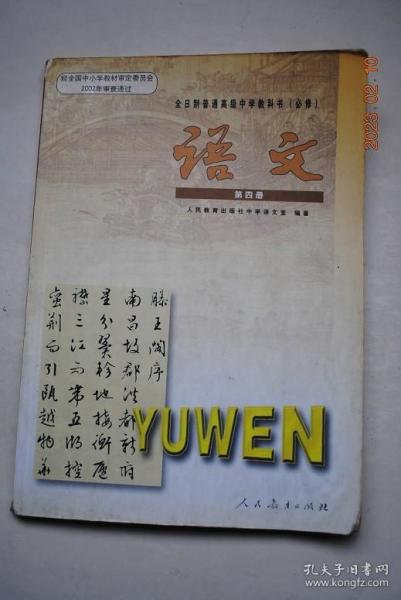 经全国中小学教材审定委员会
2002年审查通过
全日制普通高级中学教科书（必修）
语文
第四册
人民教育出版社中学语文室 编著
滕王阁序
南昌故郡洪都新府
星分翼轸地接衡庐
襟三江而带五湖控
蛮荆而引瓯越物华
YUWEN
人民教育出版社
2023.02.10
孔夫子旧书网
www.kongfz.com